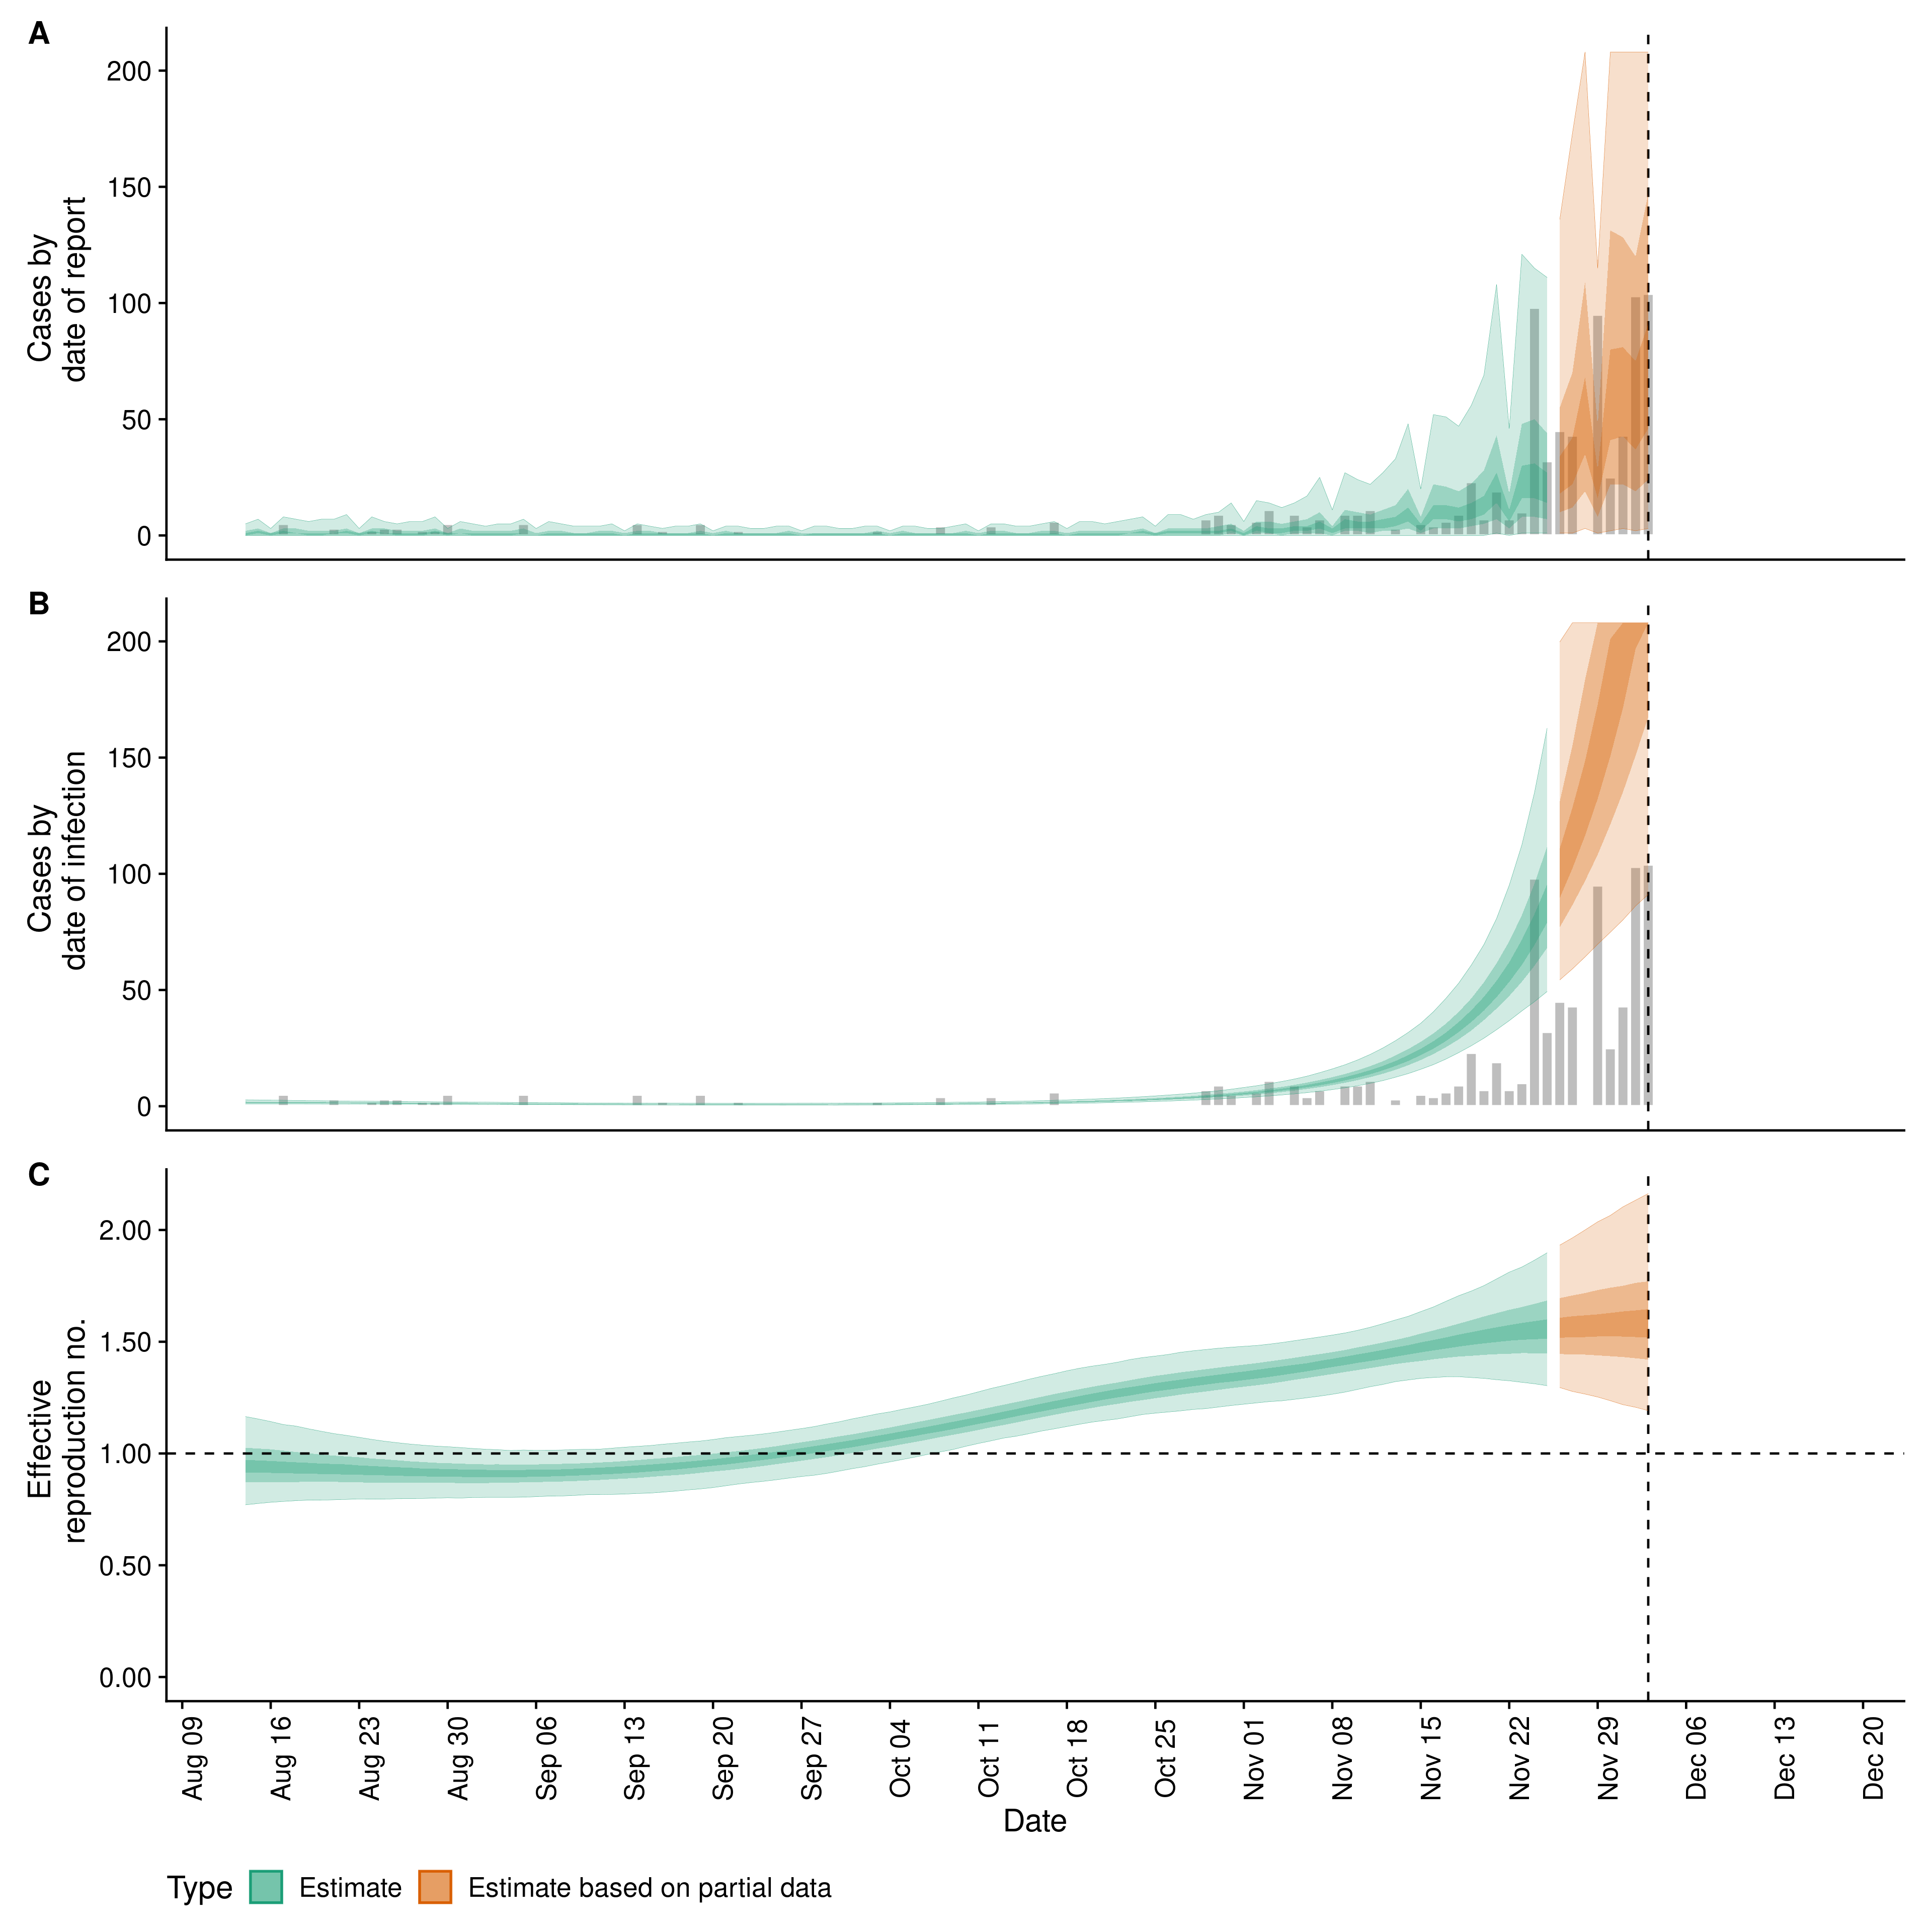 A
200
150
100
50
0
Cases by
date of report
B
200
150
100
50
0
Cases by
date of infection
C
2.00
1.50
1.00
0.50
0.00
Effective
reproduction no.
Aug 09
Aug 16
Aug 23
Aug 30
Sep 06
Sep 13
Sep 20
Sep 27
Oct 04
Oct 11
Oct 18
Oct 25
Nov 01
Nov 08
Nov 15
Nov 22
Nov 29
Dec 06
Dec 13
Dec 20
Date
Type Estimate Estimate based on partial data